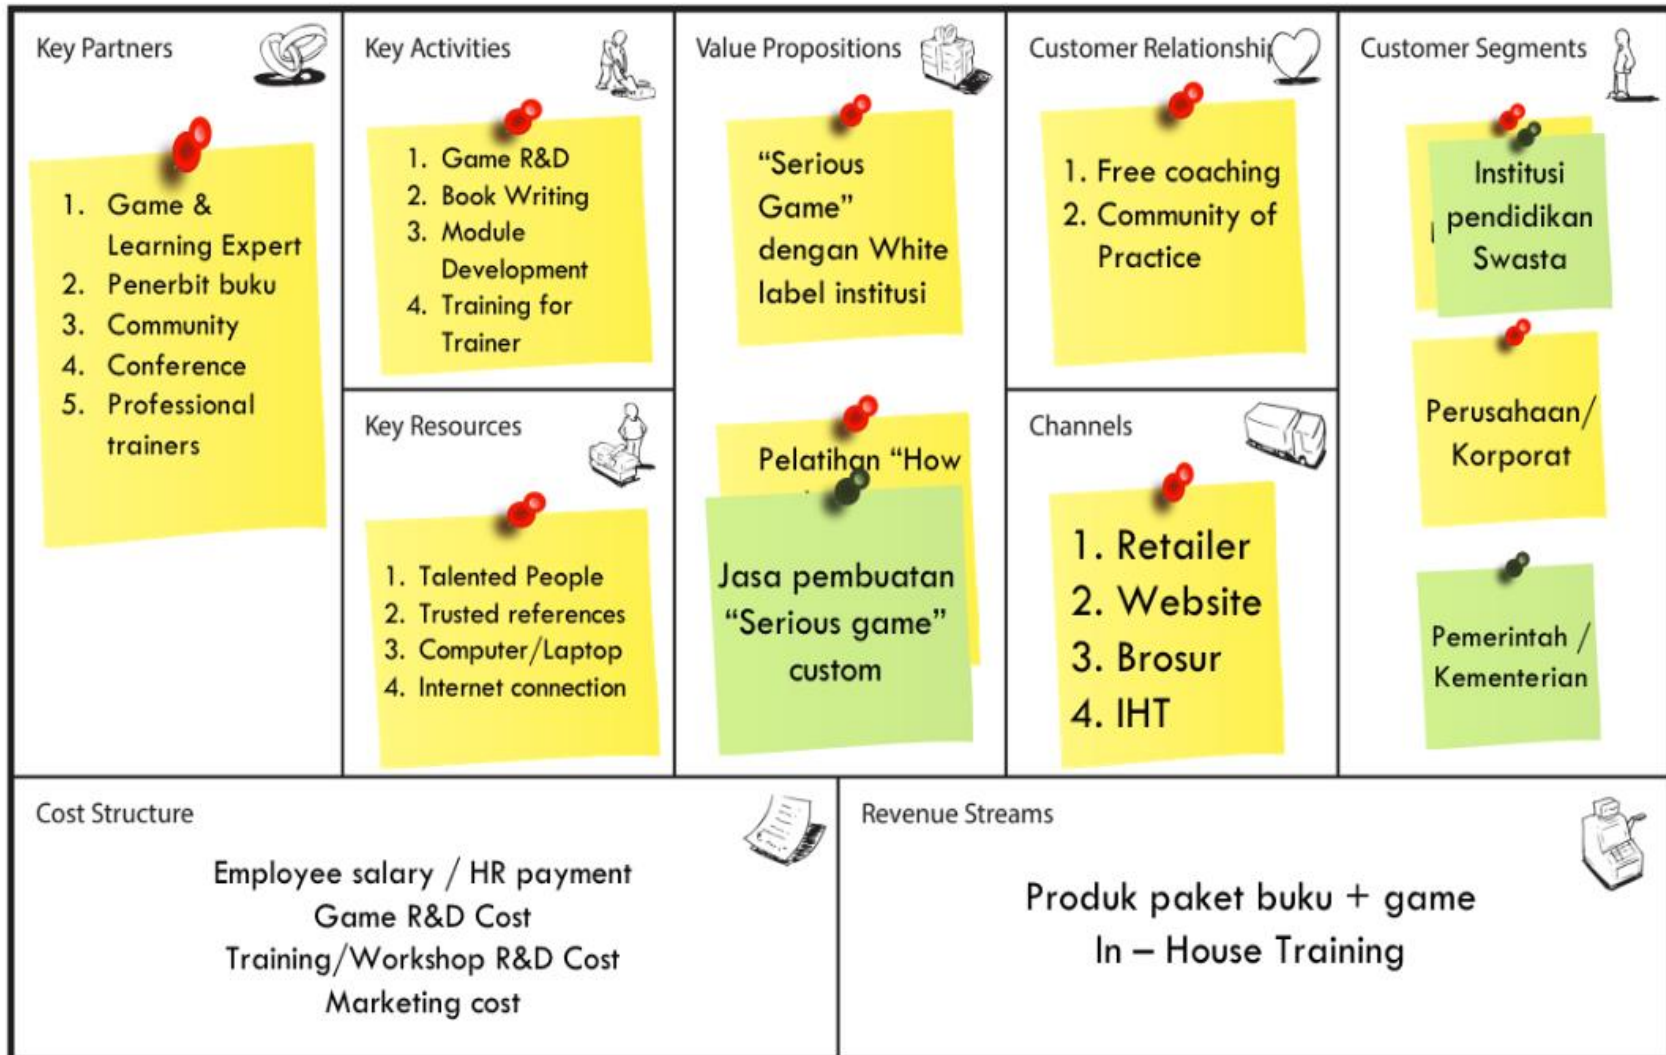 Key Partners
1. Game &
Learning Expert
2. Penerbit buku
3. Community
4. Conference
5. Professional
trainers
Key Activities
1. Game R&D
2. Book Writing
3. Module
Development
4. Training for
Trainer
Key Resources
1. Talented People
2. Trusted references
3. Computer/Laptop
4. Internet connection
Value Propositions
“Serious
Game”
dengan White
label institusi
Pelatihan “How
Jasa pembuatan
“Serious game”
custom
Customer Relationship
1. Free coaching
2. Community of
Practice
Channels
1. Retailer
2. Website
3. Brosur
4. IHT
Customer Segments
Institusi
pendidikan
Swasta
Perusahaan/
Korporat
Pemerintah /
Kementerian
Cost Structure
Employee salary / HR payment
Game R&D Cost
Training/Workshop R&D Cost
Marketing cost
Revenue Streams
Produk paket buku + game
In – House Training